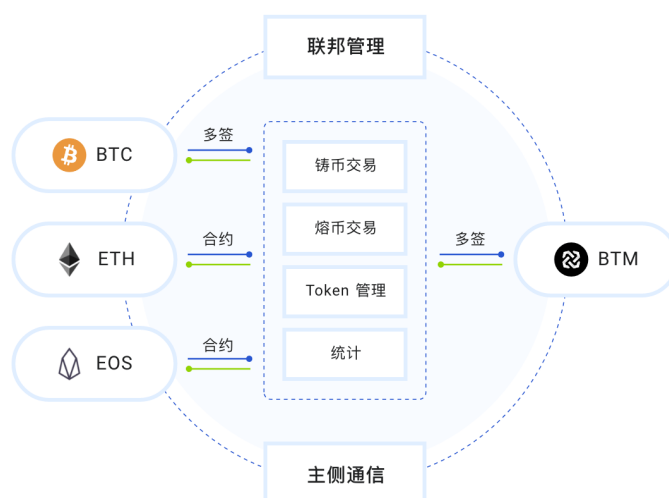 联邦管理
多签
BTC
铸币交易
熔币交易
合约
ETH
多签
BTM
Token 管理
合约
EOS
统计
主侧通信